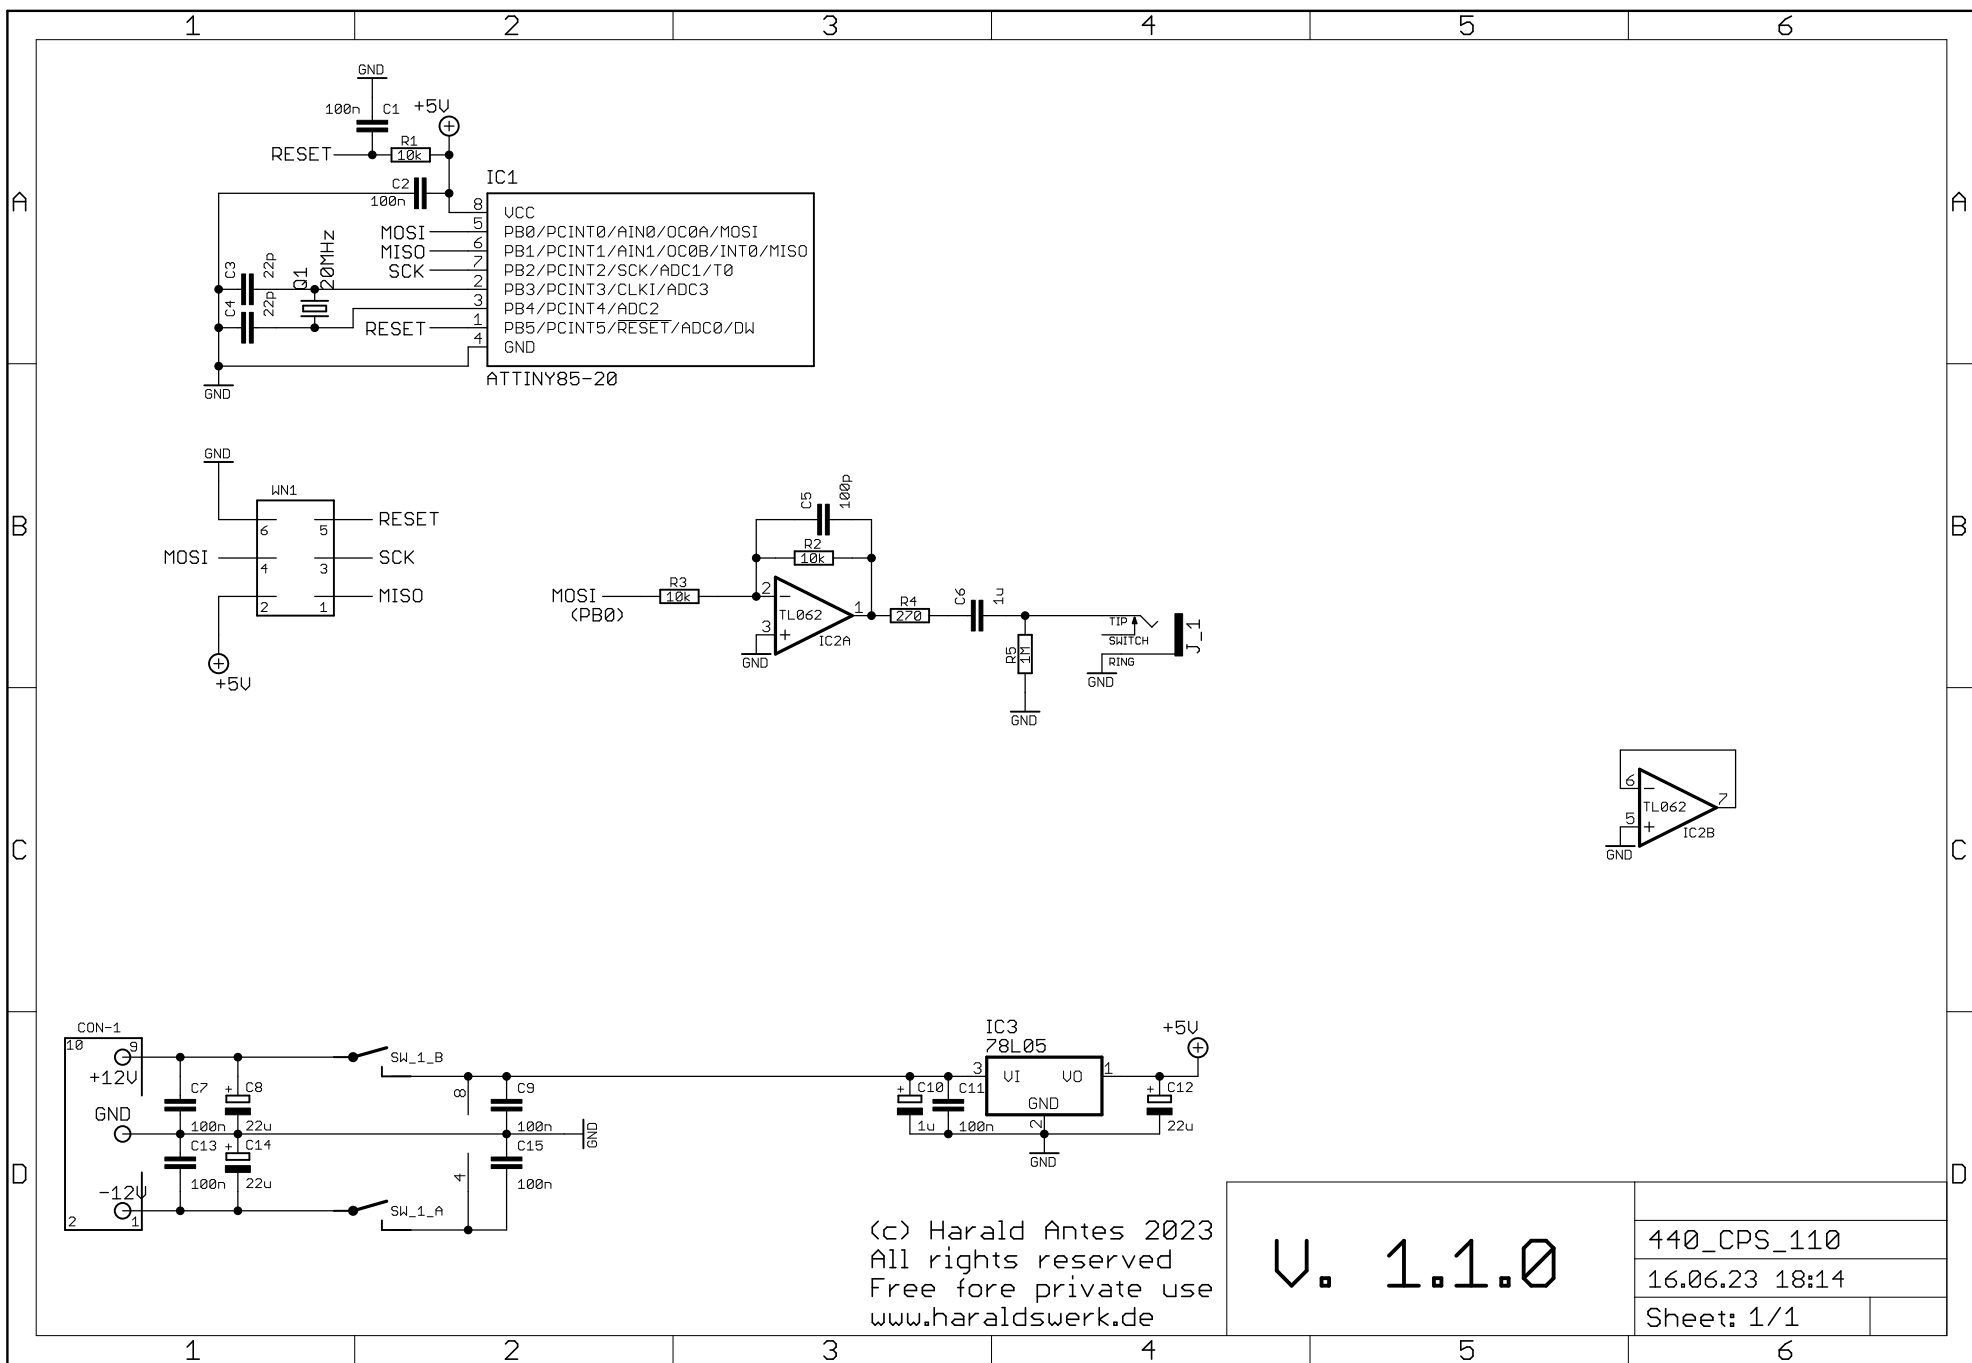 1 2 3 4 5 6
GND
100n C1 +5V
R1
RESET 10k
IC1
C2
100n
A A
8 VCC
MOSI 5 PB0/PCINT0/AIN0/OC0A/MOSI
MISO 6 PB1/PCINT1/AIN1/OC0B/INT0/MISO
SCK 7 PB2/PCINT2/SCK/ADC1/T0
C3 22p Q1 20MHz 2 PB3/PCINT3/CLKI/ADC3
C4 22p 3 PB4/PCINT4/ADC2
RESET 1 PB5/PCINT5/RESET/ADC0/DW
4 GND
ATTINY85-20
GND
GND
WN1
C5 100p
B B
6 5 RESET
R2
MOSI 4 3 SCK
10k
2 1 MISO
MOSI R3 10k 2 - TL062 1 R4 270 C6 1u
(PB0)
3 + IC2A
GND
TIP
SWITCH
RING
J_1
R5 1M
GND
GND
+5V
6 -
TL062 7
5 + IC2B
GND
C C
CON-1
10 9
+12V
SW_1_B
IC3
78L05
+5V
3 VI VO 1
GND
2
C7 C8 + 8 C9
C10 + C11
C12 +
GND
100n 22u 100n GND
1u 100n
22u
GND
C13 C14 + C15
D D
100n 22u 4 100n
-12V
2 1
SW_1_A
(c) Harald Antes 2023
All rights reserved
Free fore private use
www.haraldswerk.de
V. 1.1.0
440_CPS_110
16.06.23 18:14
Sheet: 1/1
1 2 3 4 5 6